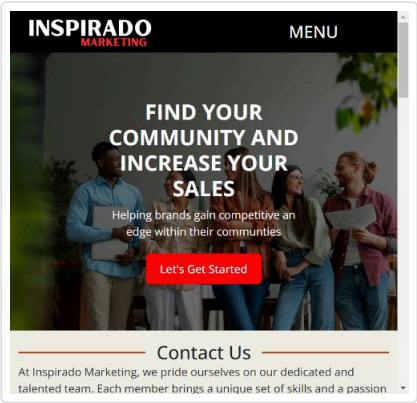 INSPIRADO
MARKETING
MENU
FIND YOUR
COMMUNITY AND
INCREASE YOUR
SALES
Helping brands gain competitive an
edge within their communties
Let's Get Started
Contact Us
At Inspirado Marketing, we pride ourselves on our dedicated and
talented team. Each member brings a unique set of skills and a passion